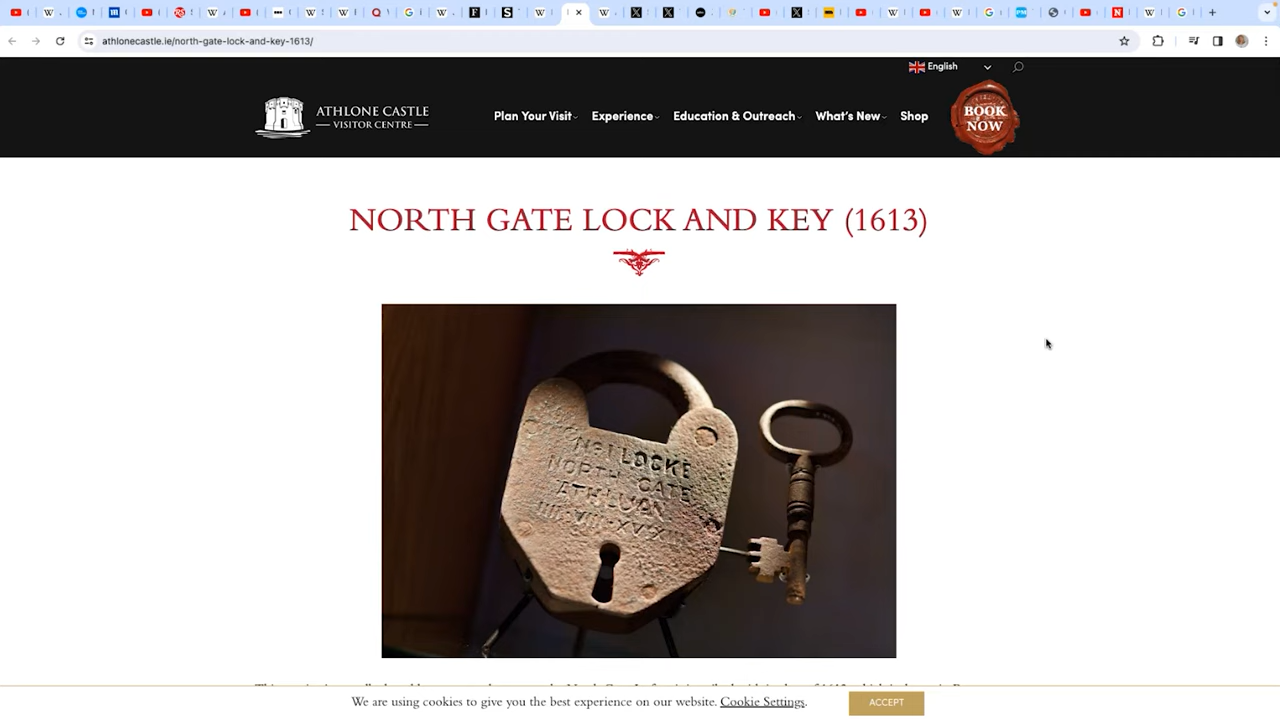 athlonecastle.ie/north-gate-lock-and-key-1613/
English
ATHLONE CASTLE
VISITOR CENTRE
Plan Your Visit
Experience
Education & Outreach
What's New
Shop
BOOK
NOW
NORTH GATE LOCK AND KEY (1613)
LOCKE
NORTH GATE
ATHLUAN
We are using cookies to give you the best experience on our website. Cookie Settings.
ACCEPT